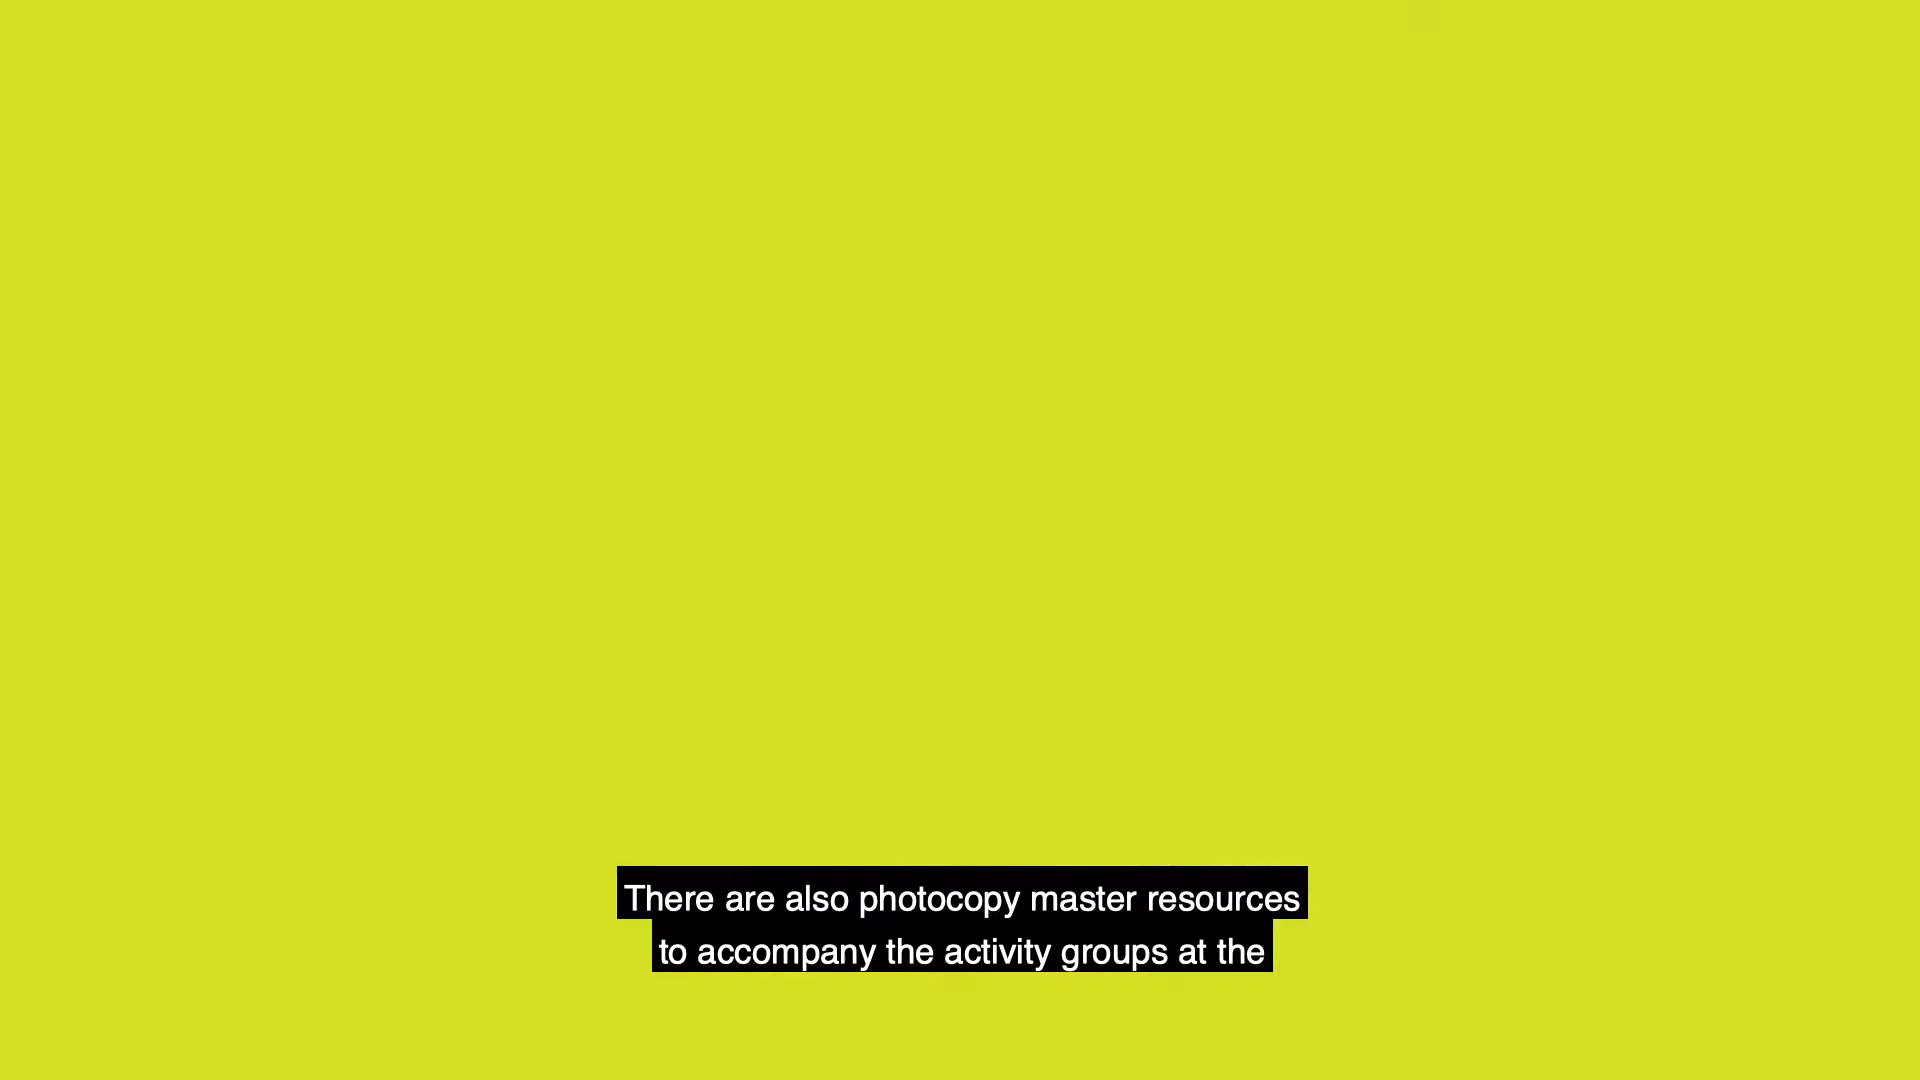 There are also photocopy master resources
to accompany the activity groups at the